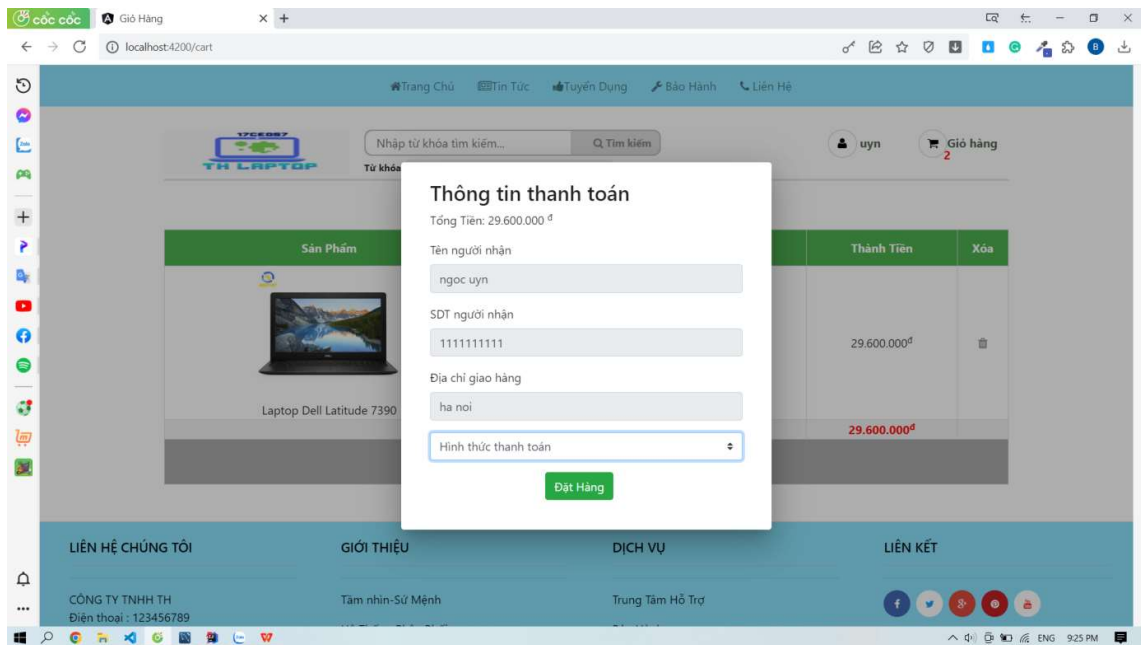 cốc cốc
Giỏ Hàng
localhost:4200/cart
Trang Chủ Tin Tức Tuyển Dụng Bảo Hành Liên Hệ
17CE087
TH LAPTOP
Nhập từ khóa tìm kiếm...
Tìm kiếm
uyn
Giỏ hàng
2
Từ khóa
Thông tin thanh toán
Tổng Tiền: 29.600.000 đ
Tên người nhận
ngoc uyn
SDT người nhận
1111111111
Địa chỉ giao hàng
ha noi
Hình thức thanh toán
Đặt Hàng
Sản Phẩm
Thành Tiền
Xóa
Laptop Dell Latitude 7390
29.600.000đ
29.600.000đ
LIÊN HỆ CHÚNG TÔI
GIỚI THIỆU
DỊCH VỤ
LIÊN KẾT
CÔNG TY TNHH TH
Điện thoại : 123456789
Tầm nhìn-Sứ Mệnh
Trung Tâm Hỗ Trợ
ENG 9:25 PM